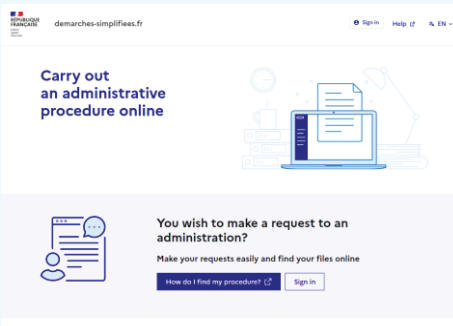 RÉPUBLIQUE
FRANÇAISE
demarches-simplifiees.fr
Sign in
Help
EN
Carry out
an administrative
procedure online
You wish to make a request to an
administration?
Make your requests easily and find your files online
How do I find my procedure?
Sign in